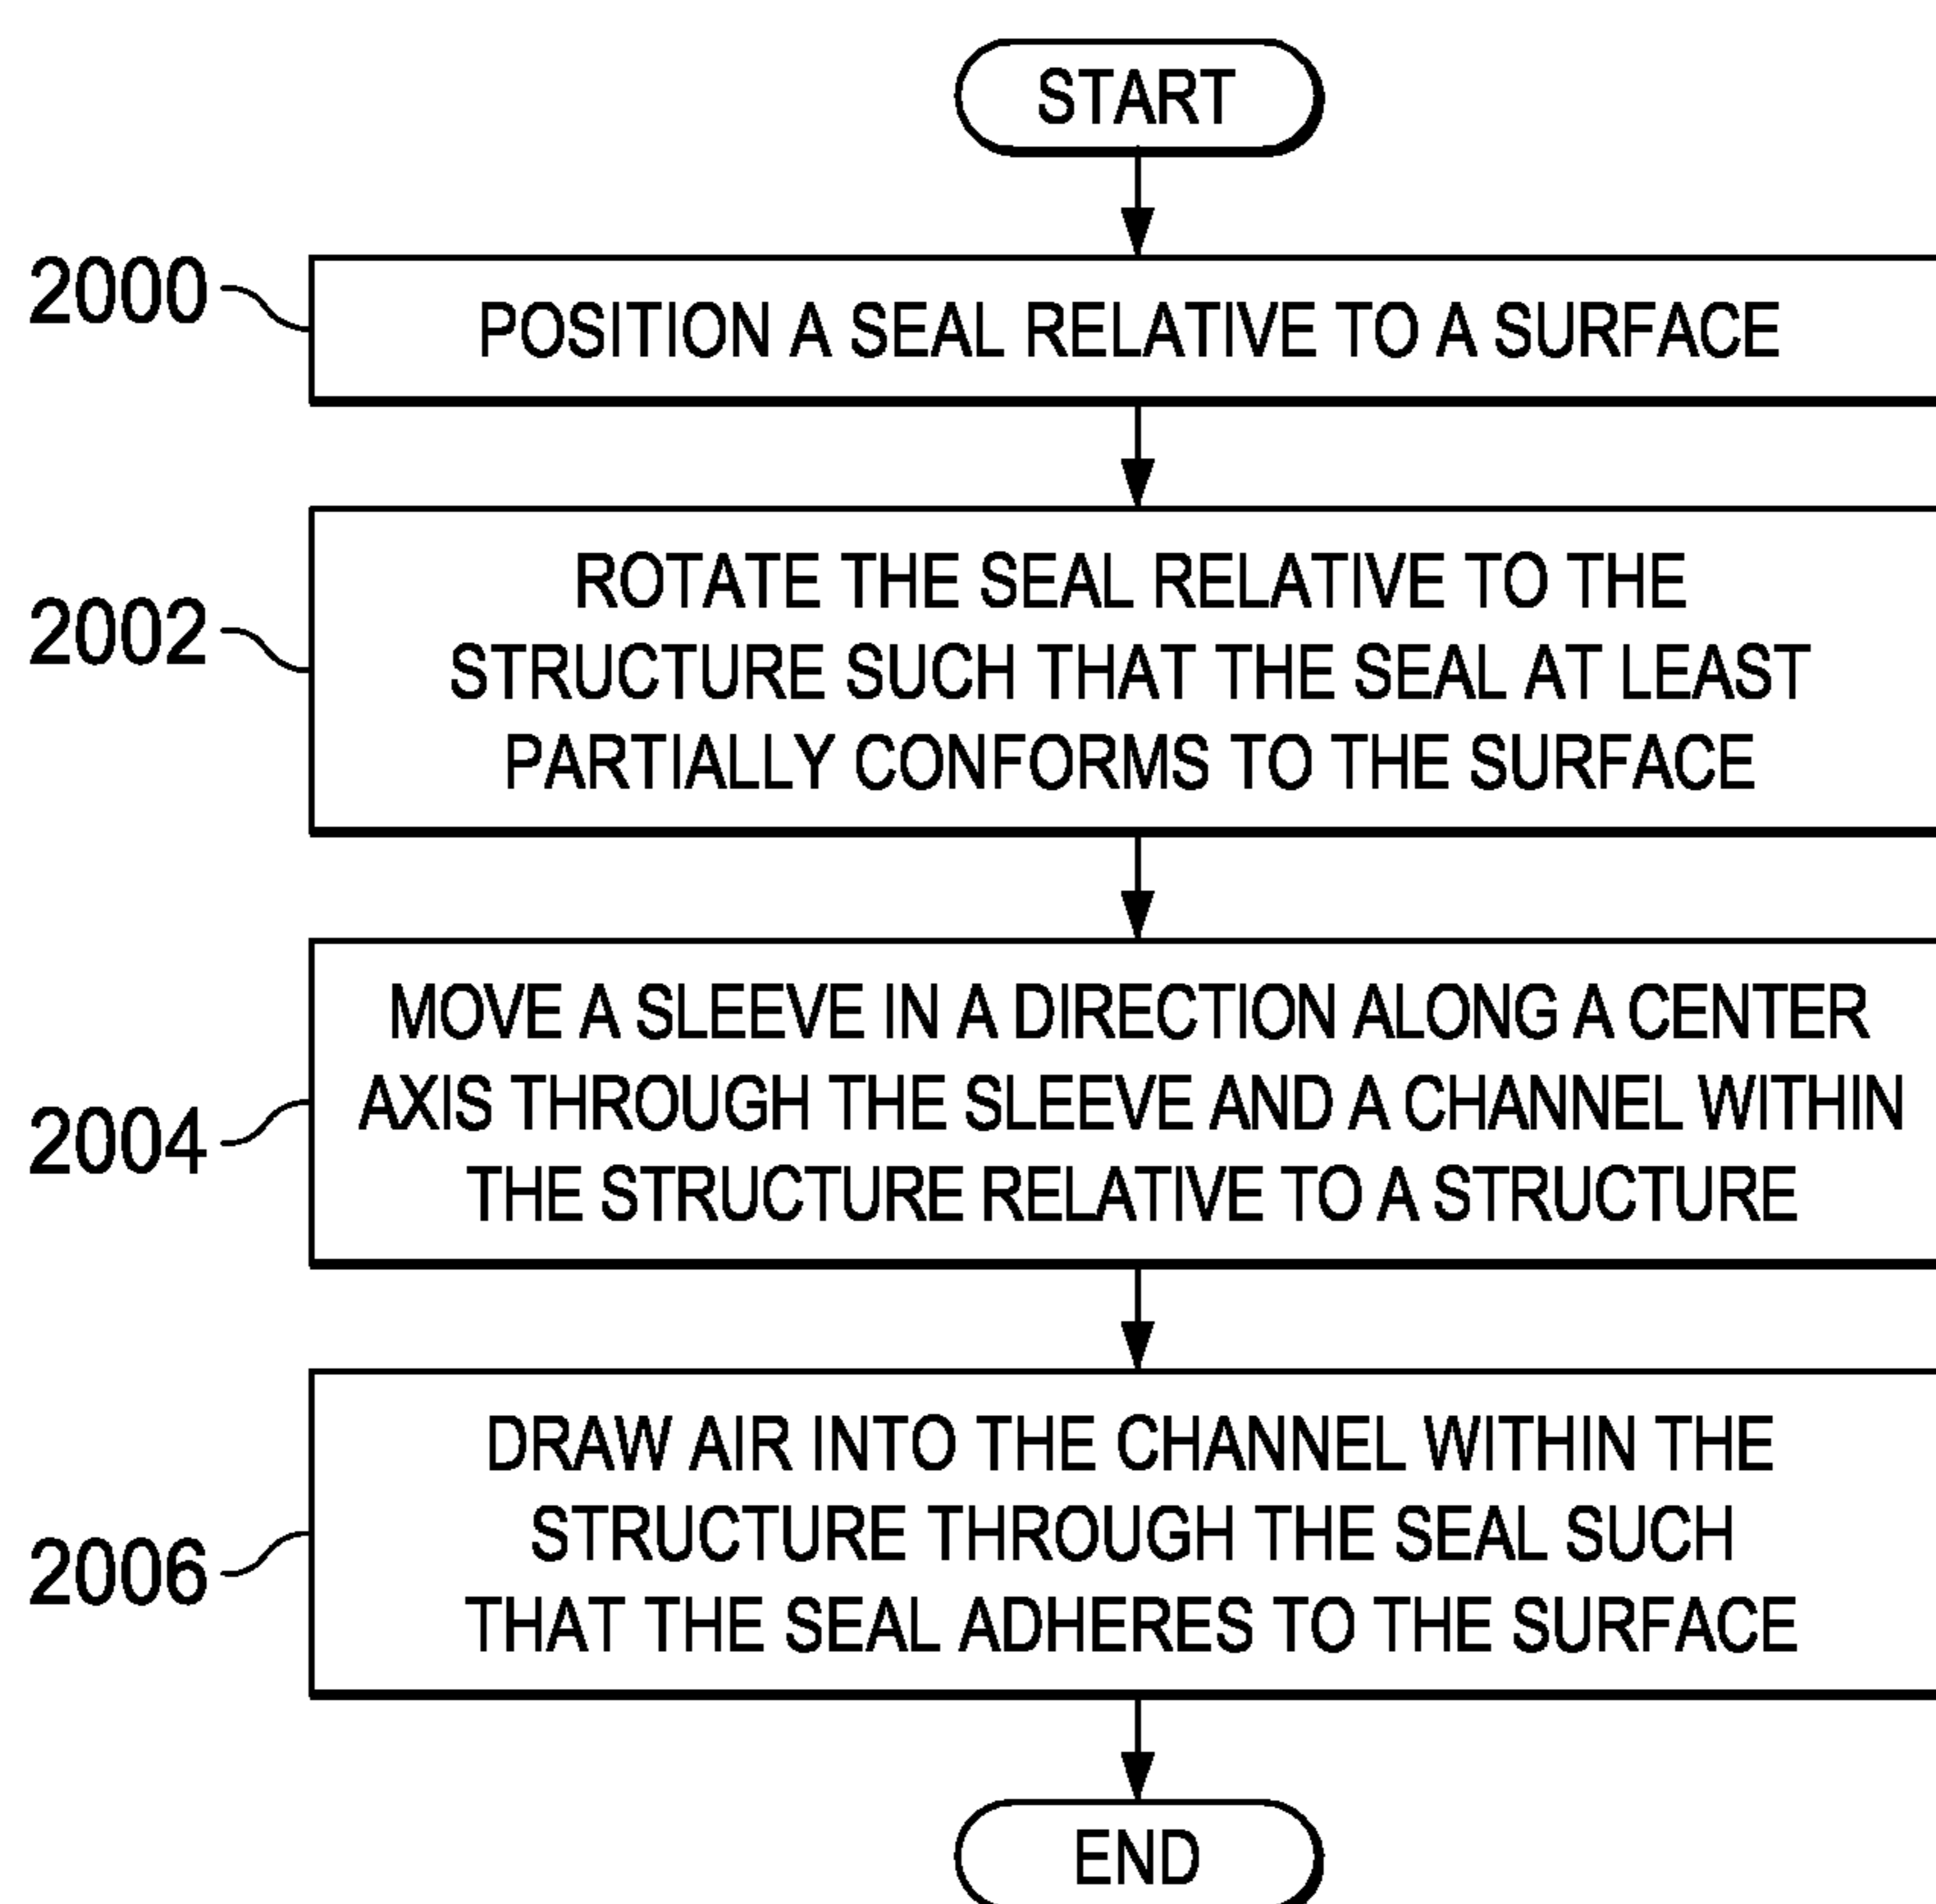 START
2000
POSITION A SEAL RELATIVE TO A SURFACE
2002
ROTATE THE SEAL RELATIVE TO THE
STRUCTURE SUCH THAT THE SEAL AT LEAST
PARTIALLY CONFORMS TO THE SURFACE
2004
MOVE A SLEEVE IN A DIRECTION ALONG A CENTER
AXIS THROUGH THE SLEEVE AND A CHANNEL WITHIN
THE STRUCTURE RELATIVE TO A STRUCTURE
2006
DRAW AIR INTO THE CHANNEL WITHIN THE
STRUCTURE THROUGH THE SEAL SUCH
THAT THE SEAL ADHERES TO THE SURFACE
END